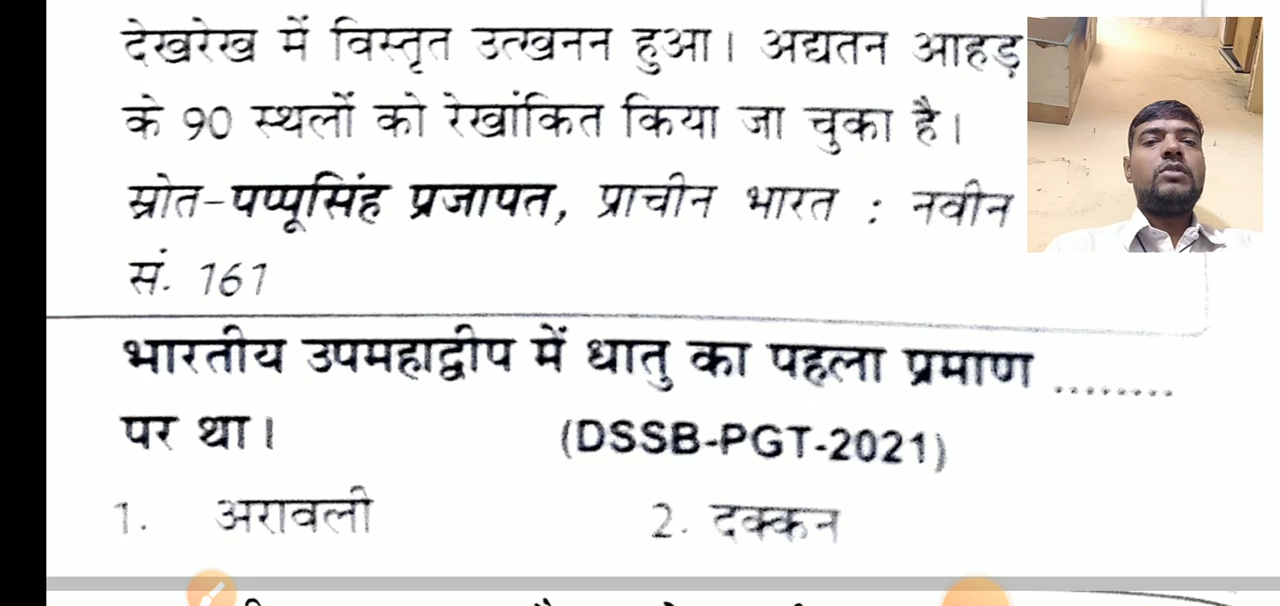 देखरेख में विस्तृत उत्खनन हुआ। अद्यतन आहड़
के 90 स्थलों को रेखांकित किया जा चुका है।
स्रोत-पप्पूसिंह प्रजापत, प्राचीन भारत : नवीन
सं. 161
भारतीय उपमहाद्वीप में धातु का पहला प्रमाण ........
पर था। (DSSB-PGT-2021)
1. अरावली 2. दक्कन